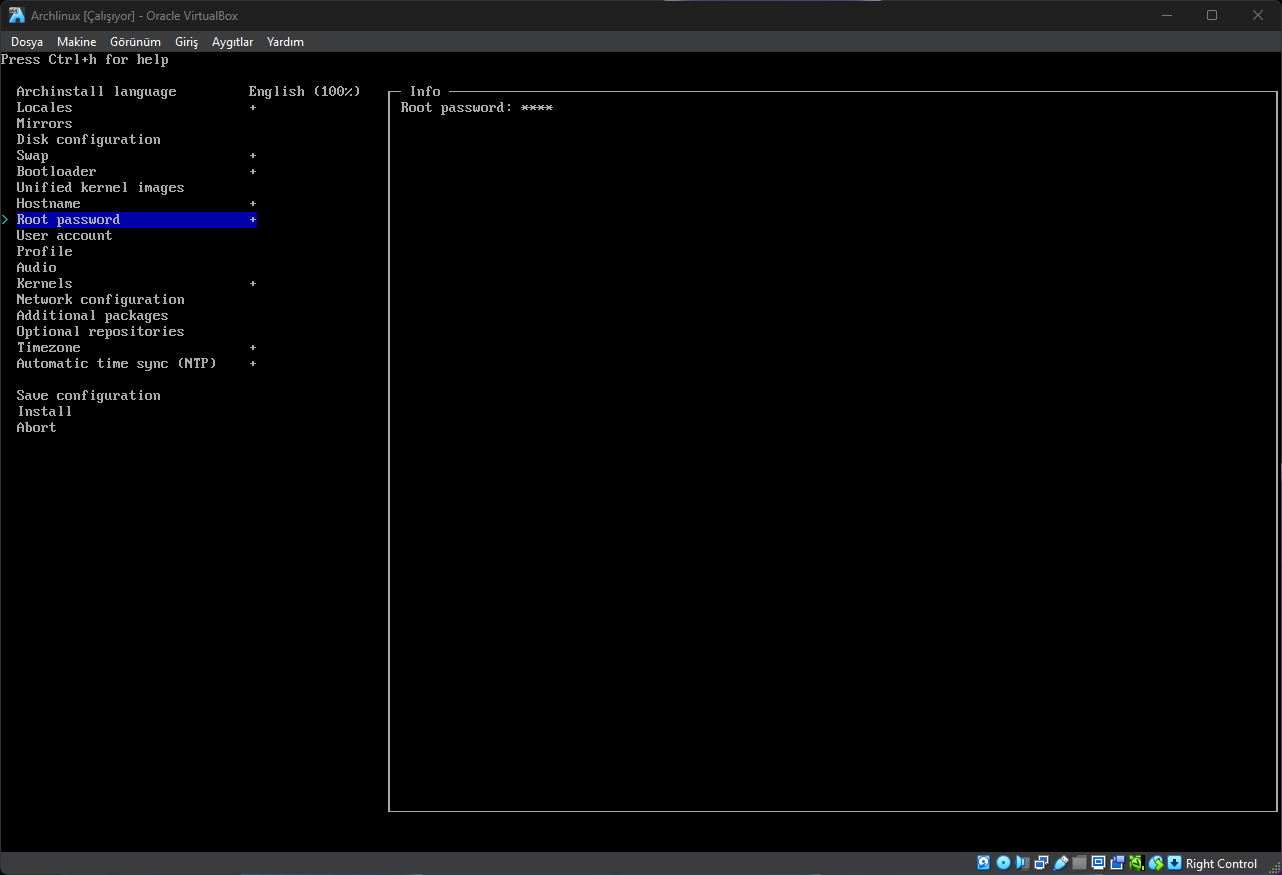 Archlinux [Çalışıyor] - Oracle VirtualBox
Dosya Makine Görünüm Giriş Aygıtlar Yardım
Press Ctrl+h for help
Archinstall language English (100%)
Locales +
Mirrors
Disk configuration
Swap +
Bootloader +
Unified kernel images
Hostname +
> Root password +
User account
Profile
Audio
Kernels +
Network configuration
Additional packages
Optional repositories
Timezone +
Automatic time sync (NTP) +
Save configuration
Install
Abort
Info
Root password: ****
Right Control